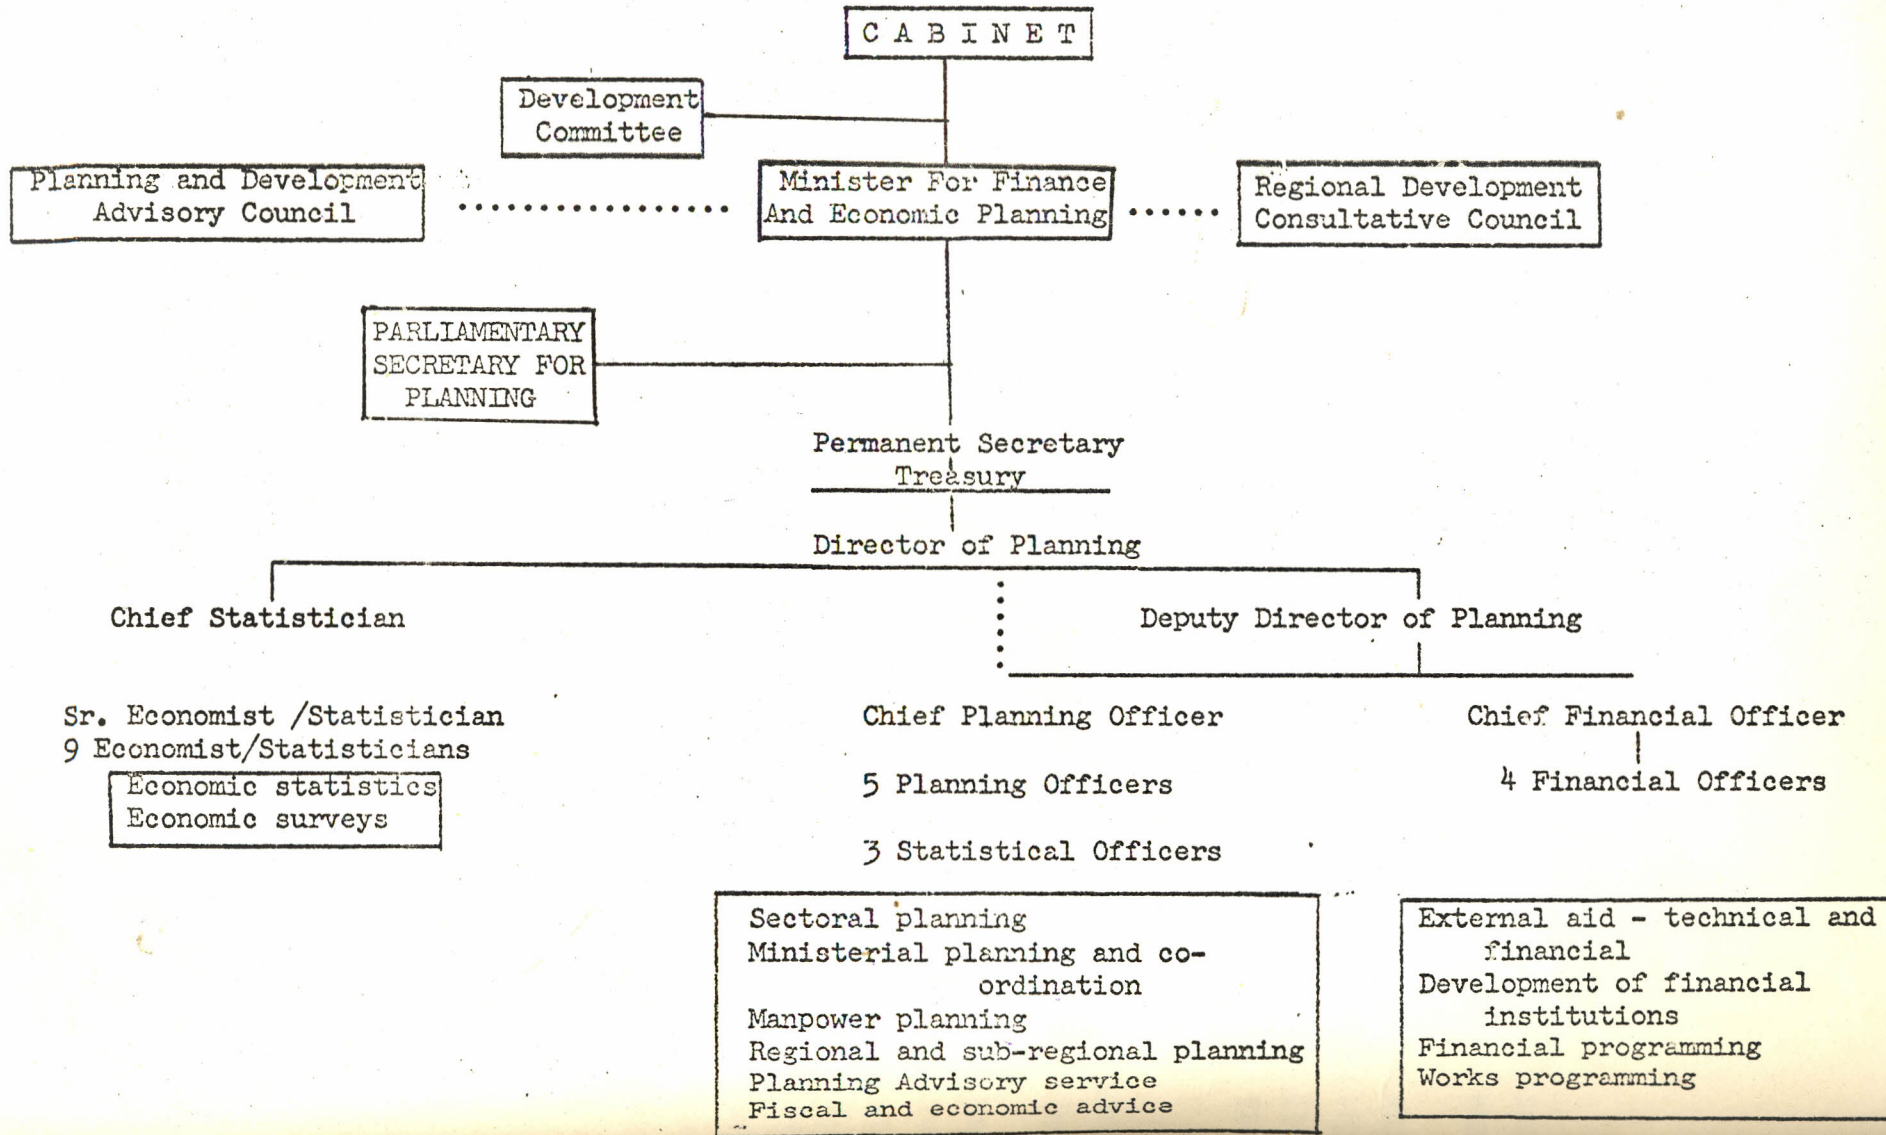 C A B I N E T
Development
Committee
Planning and Development
Advisory Council
Minister For Finance
And Economic Planning
Regional Development
Consultative Council
PARLIAMENTARY
SECRETARY FOR
PLANNING
Permanent Secretary
Treasury
Director of Planning
Chief Statistician
Deputy Director of Planning
Sr. Economist /Statistician
9 Economist/Statisticians
Economic statistics
Economic surveys
Chief Planning Officer
5 Planning Officers
3 Statistical Officers
Chief Financial Officer
4 Financial Officers
Sectoral planning
Ministerial planning and co-
ordination
Manpower planning
Regional and sub-regional planning
Planning Advisory service
Fiscal and economic advice
External aid - technical and
financial
Development of financial
institutions
Financial programming
Works programming